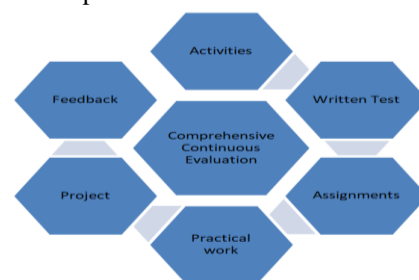 Activities
Feedback
Written Test
Comprehensive
Continuous
Evaluation
Project
Assignments
Practical
work